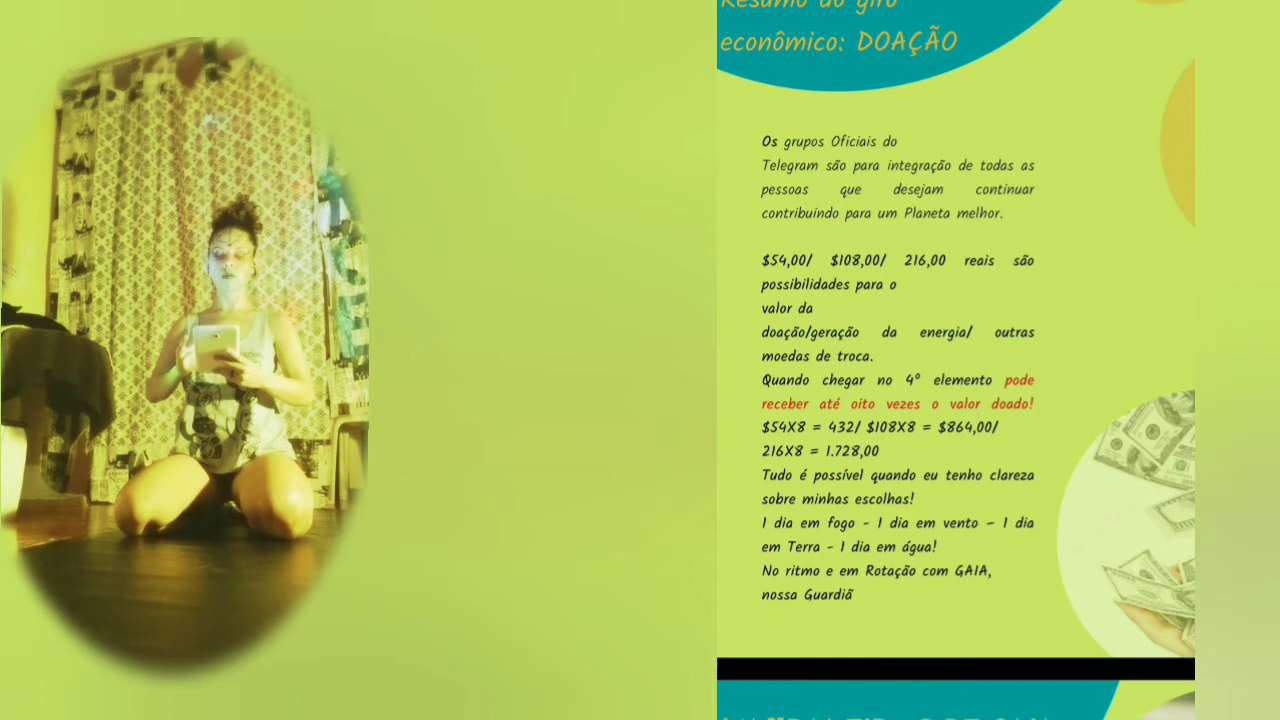 Resumo do giro
econômico: DOAÇÃO
Os grupos Oficiais do
Telegram são para integração de todas as
pessoas que desejam continuar
contribuindo para um Planeta melhor.
$54,00/ $108,00/ 216,00 reais são
possibilidades para o
valor da
doação/geração da energia/ outras
moedas de troca.
Quando chegar no 4º elemento pode
receber até oito vezes o valor doado!
$54X8 = 432/ $108X8 = $864,00/
216X8 = 1.728,00
Tudo é possível quando eu tenho clareza
sobre minhas escolhas!
1 dia em fogo - 1 dia em vento - 1 dia
em Terra - 1 dia em água!
No ritmo e em Rotação com GAIA,
nossa Guardiã